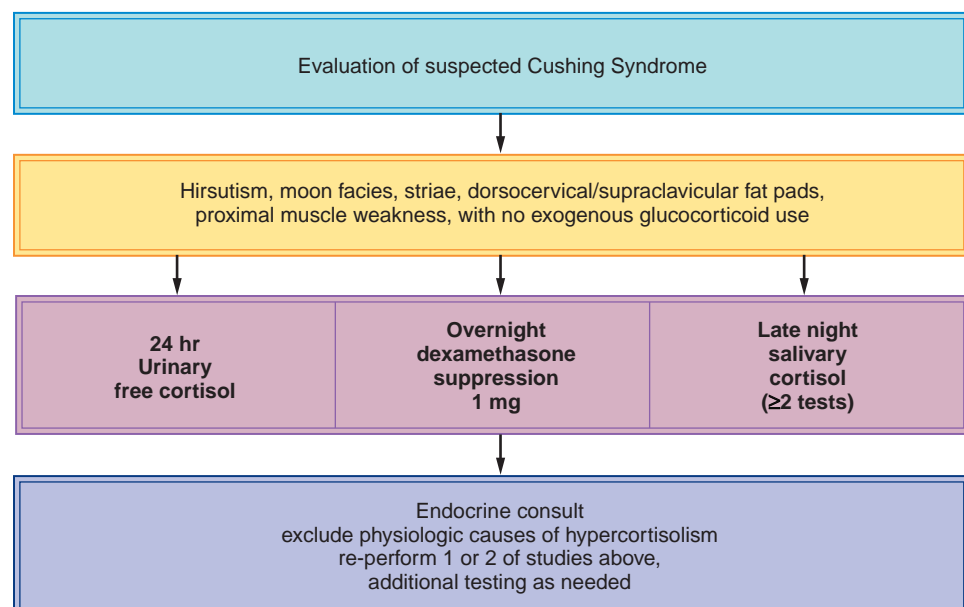 Evaluation of suspected Cushing Syndrome
Hirsutism, moon facies, striae, dorsocervical/supraclavicular fat pads,
proximal muscle weakness, with no exogenous glucocorticoid use
24 hr
Urinary
free cortisol
Overnight
dexamethasone
suppression
1 mg
Late night
salivary
cortisol
(≥2 tests)
Endocrine consult
exclude physiologic causes of hypercortisolism
re-perform 1 or 2 of studies above,
additional testing as needed